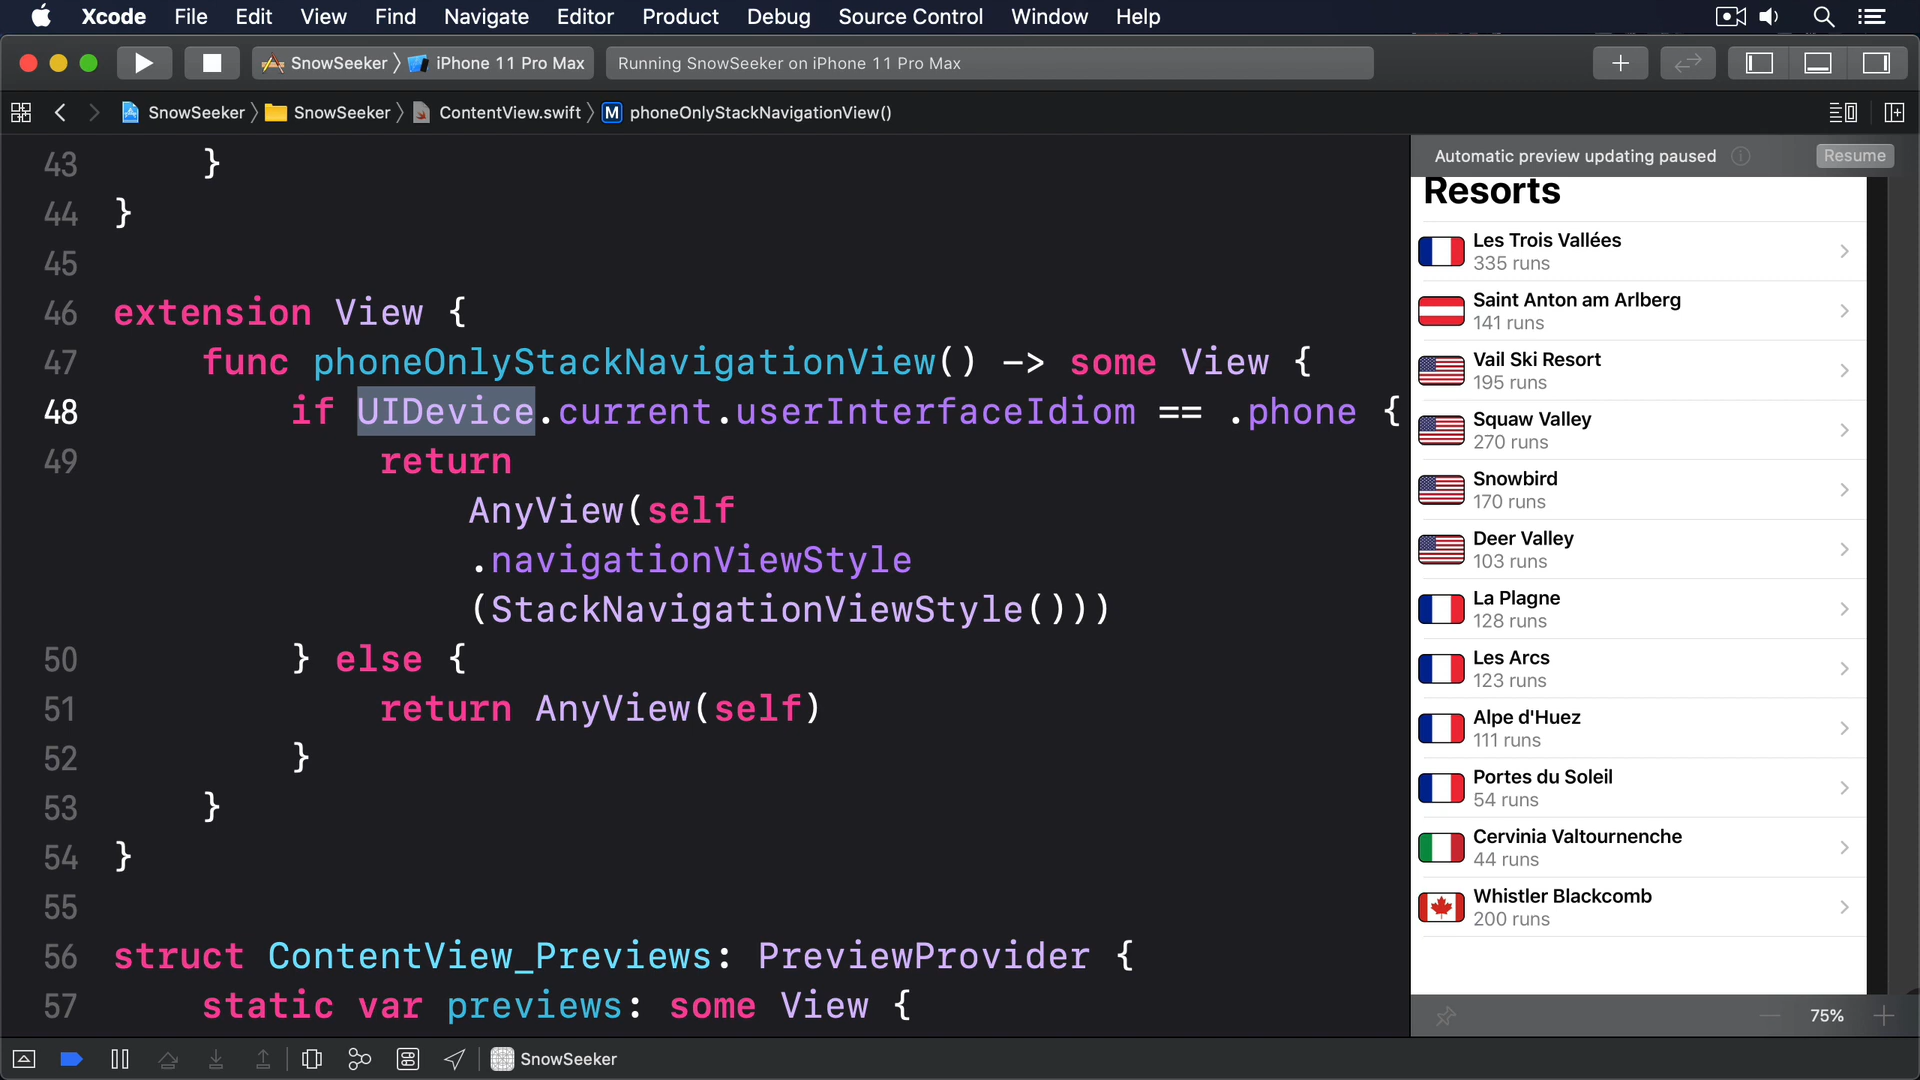 Xcode File Edit View Find Navigate Editor Product Debug Source Control Window Help
SnowSeeker iPhone 11 Pro Max Running SnowSeeker on iPhone 11 Pro Max
SnowSeeker SnowSeeker ContentView.swift M phoneOnlyStackNavigationView()
43 }
44 }
45
46 extension View {
47 func phoneOnlyStackNavigationView() -> some View {
48 if UIDevice.current.userInterfaceIdiom == .phone {
49 return
AnyView(self
.navigationViewStyle
(StackNavigationViewStyle()))
50 } else {
51 return AnyView(self)
52 }
53 }
54 }
55
56 struct ContentView_Previews: PreviewProvider {
57 static var previews: some View {
Automatic preview updating paused Resume
Resorts
Les Trois Vallées
335 runs
Saint Anton am Arlberg
141 runs
Vail Ski Resort
195 runs
Squaw Valley
270 runs
Snowbird
170 runs
Deer Valley
103 runs
La Plagne
128 runs
Les Arcs
123 runs
Alpe d'Huez
111 runs
Portes du Soleil
54 runs
Cervinia Valtournenche
44 runs
Whistler Blackcomb
200 runs
75%
SnowSeeker